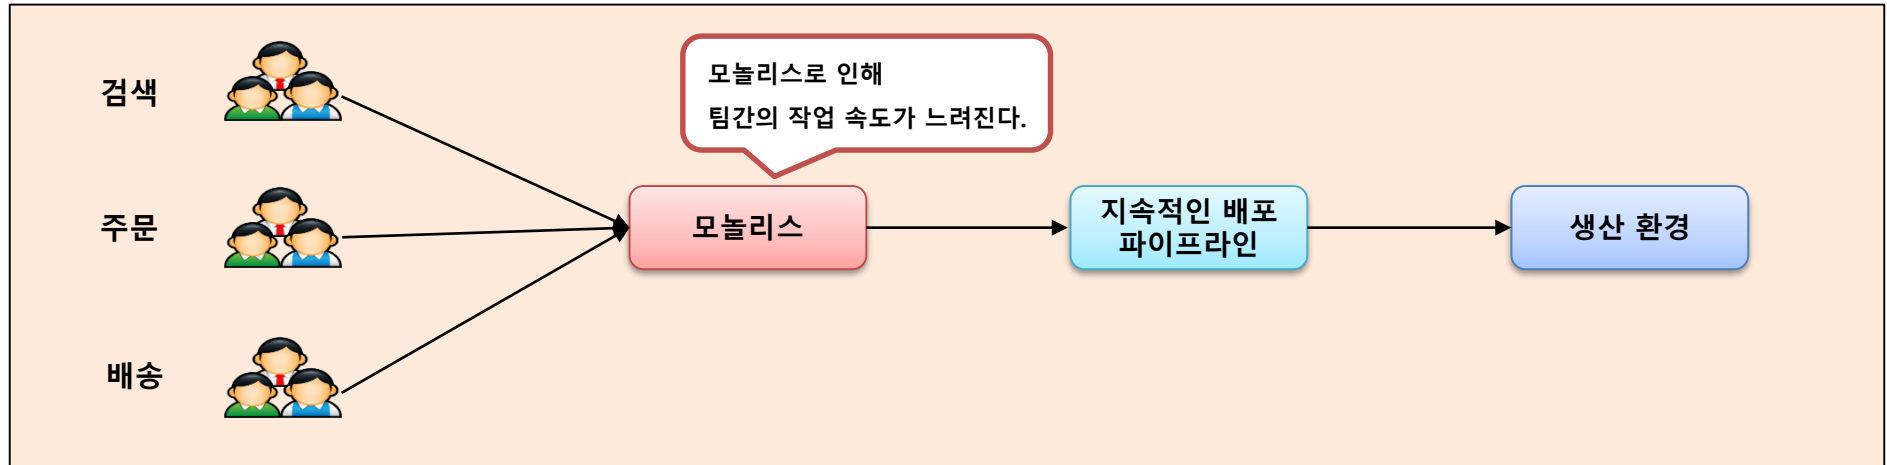 검색
모놀리스로 인해
팀간의 작업 속도가 느려진다.
주문
모놀리스
지속적인 배포
파이프라인
생산 환경
배송